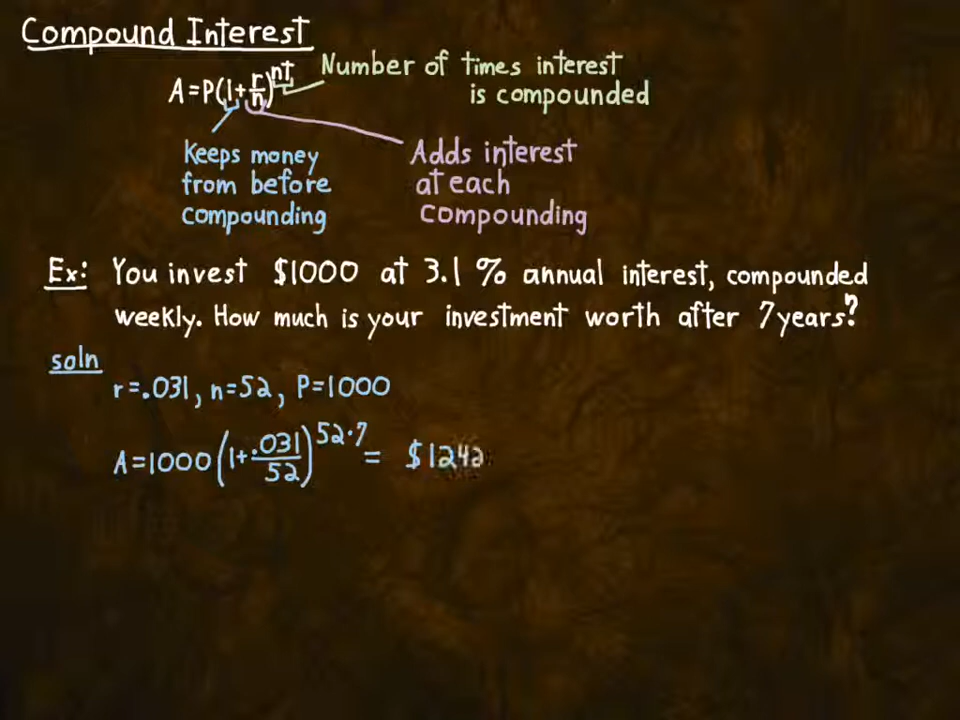 Compound Interest
A=P(1+r/n)^nt
Number of times interest
is compounded
Keeps money
from before
compounding
Adds interest
at each
compounding
Ex: You invest $1000 at 3.1% annual interest, compounded
weekly. How much is your investment worth after 7 years?
soln
r=.031, n=52, P=1000
A=1000(1+.031/52)^52·7 = $1242